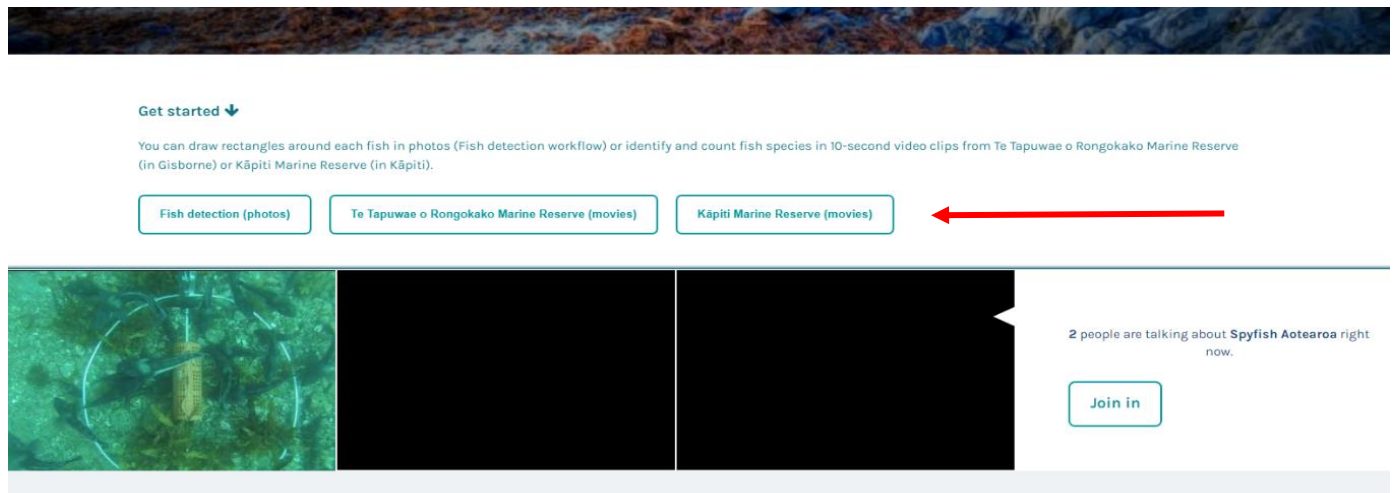 Get started
You can draw rectangles around each fish in photos (Fish detection workflow) or identify and count fish species in 10-second video clips from Te Tapuwae o Rongokako Marine Reserve
(in Gisborne) or Kāpiti Marine Reserve (in Kāpiti).
Fish detection (photos)
Te Tapuwae o Rongokako Marine Reserve (movies)
Kāpiti Marine Reserve (movies)
2 people are talking about Spyfish Aotearoa right
now.
Join in